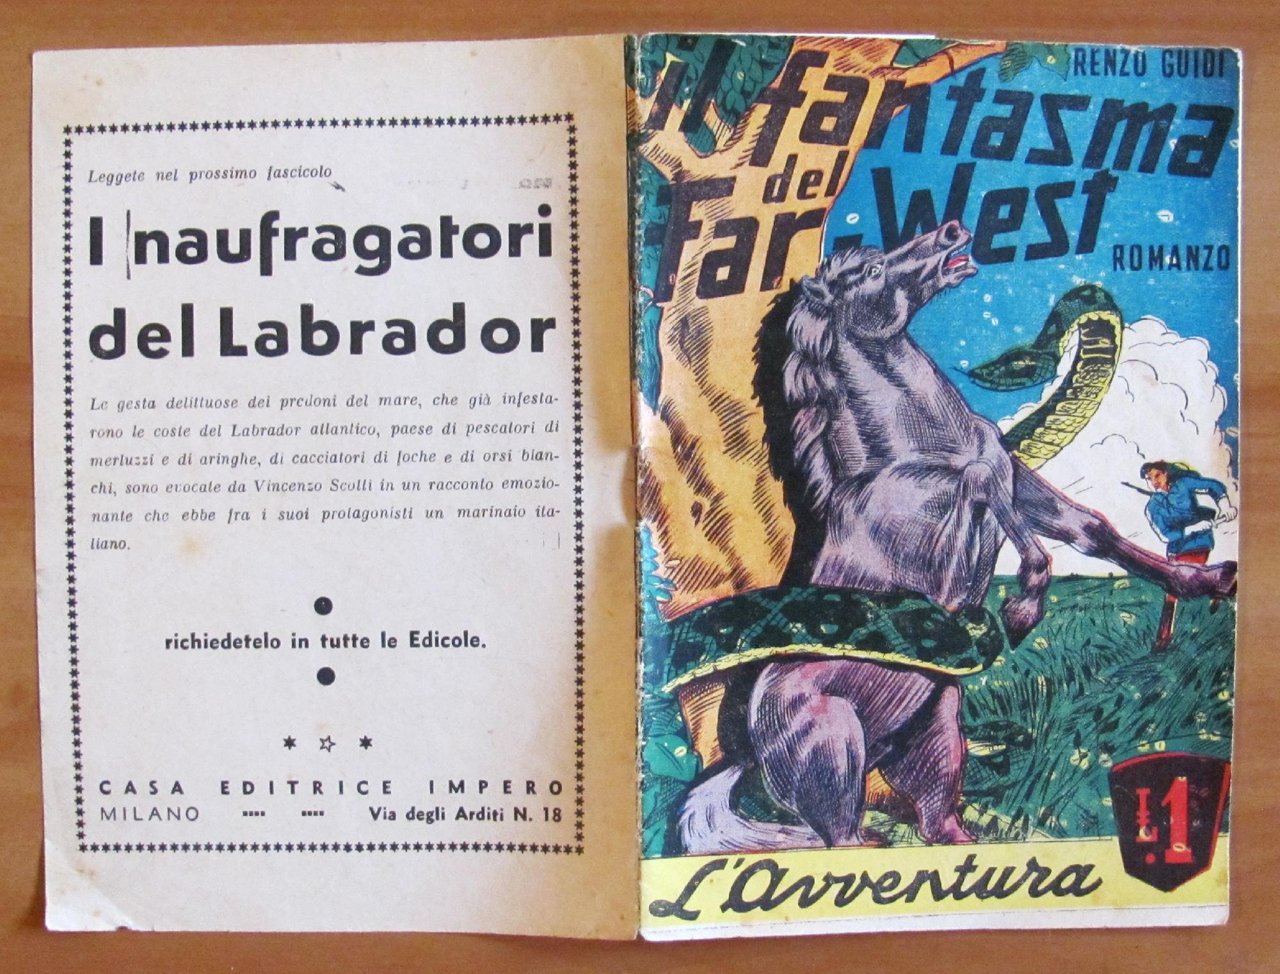 Leggete nel prossimo fascicolo
I naufragatori
del Labrador
Le gesta delittuose dei predoni del mare, che già infesta-
rono le coste del Labrador atlantico, paese di pescatori di
merluzzi e di aringhe, di cacciatori di foche e di orsi bian-
chi, sono evocate da Vincenzo Scolli in un racconto emozio-
nante che ebbe fra i suoi protagonisti un marinaio ita-
liano.
richiedetelo in tutte le Edicole.
CASA EDITRICE IMPERO
MILANO Via degli Arditi N. 18
RENZO GUIDI
Il fantasma
del
Far-West
ROMANZO
L. 1
L'Avventura